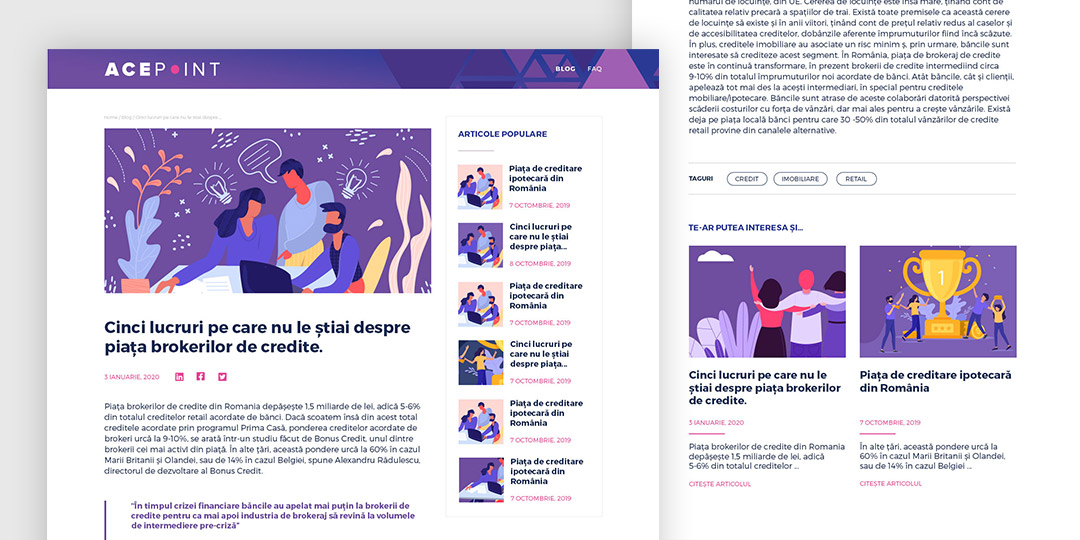 ACEPOINT
BLOG FAQ
Home / Blog / Cinci lucruri pe care nu le știai despre ...
Cinci lucruri pe care nu le știai despre
piața brokerilor de credite.
3 IANUARIE, 2020
Piața brokerilor de credite din Romania depășește 1,5 miliarde de lei, adică 5-6%
din totalul creditelor retail acordate de bănci. Dacă scoatem însă din acest total
creditele acordate prin programul Prima Casă, ponderea creditelor acordate de
brokeri urcă la 9-10%, se arată într-un studiu făcut de Bonus Credit, unul dintre
brokerii cei mai activi din piață. În alte țări, această pondere urcă la 60% în cazul
Marii Britanii și Olandei, sau de 14% în cazul Belgiei, spune Alexandru Rădulescu,
directorul de dezvoltare al Bonus Credit.
“În timpul crizei financiare băncile au apelat mai puțin la brokerii de
credite pentru ca mai apoi industria de brokeraj să revină la volumele
de intermediere pre-criză”
ARTICOLE POPULARE
Piața de creditare
ipotecară din
România
7 OCTOMBRIE, 2019
Cinci lucruri pe
care nu le știai
despre piața...
8 OCTOMBRIE, 2019
Piața de creditare
ipotecară din
România
7 OCTOMBRIE, 2019
Cinci lucruri pe
care nu le știai
despre piața...
7 OCTOMBRIE, 2019
Piața de creditare
ipotecară din
România
7 OCTOMBRIE, 2019
Piața de creditare
ipotecară din
România
7 OCTOMBRIE, 2019
numărul de locuințe, din UE. Cererea de locuințe este însă mare, ținând cont de
calitatea relativ precară a spațiilor de trai. Există toate premisele ca această cerere
de locuințe să existe și în anii viitori, ținând cont de prețul relativ redus al caselor și
de accesibilitatea creditelor, dobânzile aferente împrumuturilor fiind încă scăzute.
În plus, creditele imobiliare au asociate un risc minim ș, prin urmare, băncile sunt
interesate să crediteze acest segment. În România, piața de brokeraj de credite
este în continuă transformare, în prezent brokerii de credite intermediind circa
9-10% din totalul împrumuturilor noi acordate de bănci. Atât băncile, cât și clienții,
apelează tot mai des la acești intermediari, în special pentru creditele
mobiliare/ipotecare. Băncile sunt atrase de aceste colaborări datorită perspectivei
scăderii costurilor cu forța de vânzări, dar mai ales pentru a crește vânzările. Există
deja pe piața locală bănci pentru care 30 -50% din totalul vânzărilor de credite
retail provine din canalele alternative.
TAGURI CREDIT IMOBILIARE RETAIL
TE-AR PUTEA INTERESA ȘI...
1
Cinci lucruri pe care nu le
știai despre piața brokerilor
de credite.
3 IANUARIE, 2020
Piața brokerilor de credite din Romania
depășește 1,5 miliarde de lei, adică
5-6% din totalul creditelor ...
CITEȘTE ARTICOLUL
Piața de creditare ipotecară
din România
7 OCTOMBRIE, 2019
În alte țări, această pondere urcă la
60% în cazul Marii Britanii și Olandei,
sau de 14% în cazul Belgiei ...
CITEȘTE ARTICOLUL